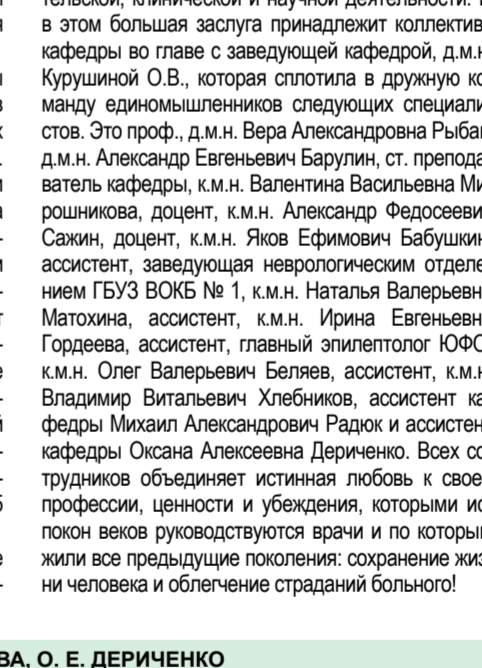 тельской, клинической и научной деятельности.
в этом большая заслуга принадлежит коллектив
кафедры во главе с заведующей кафедрой, д.м.н
Курушиной О.В., которая сплотила в дружную ко
манду единомышленников следующих специали
стов. Это проф., д.м.н. Вера Александровна Рыбак
д.м.н. Александр Евгеньевич Барулин, ст. препода
ватель кафедры, к.м.н. Валентина Васильевна Ми
рошникова, доцент, к.м.н. Александр Федосееви
Сажин, доцент, к.м.н. Яков Ефимович Бабушкин
ассистент, заведующая неврологическим отделе
нием ГБУЗ ВОКБ № 1, к.м.н. Наталья Валерьевн
Матохина, ассистент, к.м.н. Ирина Евгеньевн
Гордеева, ассистент, главный эпилептолог ЮФО
к.м.н. Олег Валерьевич Беляев, ассистент, к.м.н
Владимир Витальевич Хлебников, ассистент ка
федры Михаил Александрович Радюк и ассистен
кафедры Оксана Алексеевна Дериченко. Всех со
трудников объединяет истинная любовь к свое
профессии, ценности и убеждения, которыми ис
покон веков руководствуются врачи и по которы
жили все предыдущие поколения: сохранение жиз
ни человека и облегчение страданий больного!
ВА, О. Е. ДЕРИЧЕНКО